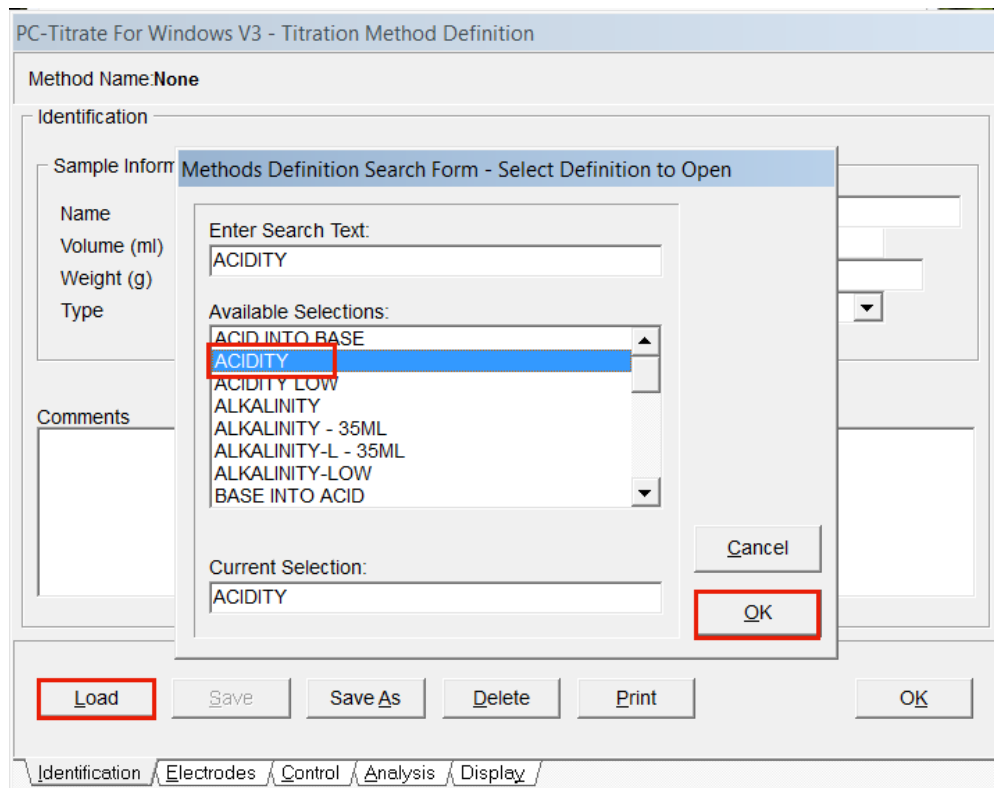 PC-Titrate For Windows V3 - Titration Method Definition
Method Name:None
Identification
Sample Inform
Methods Definition Search Form - Select Definition to Open
Name
Volume (ml)
Weight (g)
Type
Enter Search Text:
ACIDITY
Available Selections:
ACID INTO BASE
ACIDITY
ACIDITY LOW
ALKALINITY
ALKALINITY - 35ML
ALKALINITY-L - 35ML
ALKALINITY-LOW
BASE INTO ACID
Comments
Cancel
Current Selection:
ACIDITY
OK
Load Save Save As Delete Print OK
Identification Electrodes Control Analysis Display